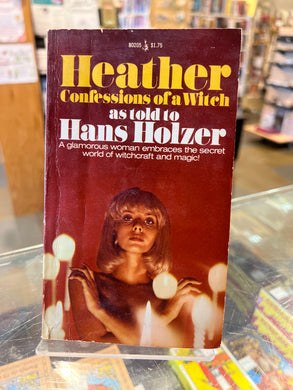 80205 $1.75
Heather
Confessions of a Witch
as told to
Hans Holzer
A glamorous woman embraces the secret
world of witchcraft and magic!